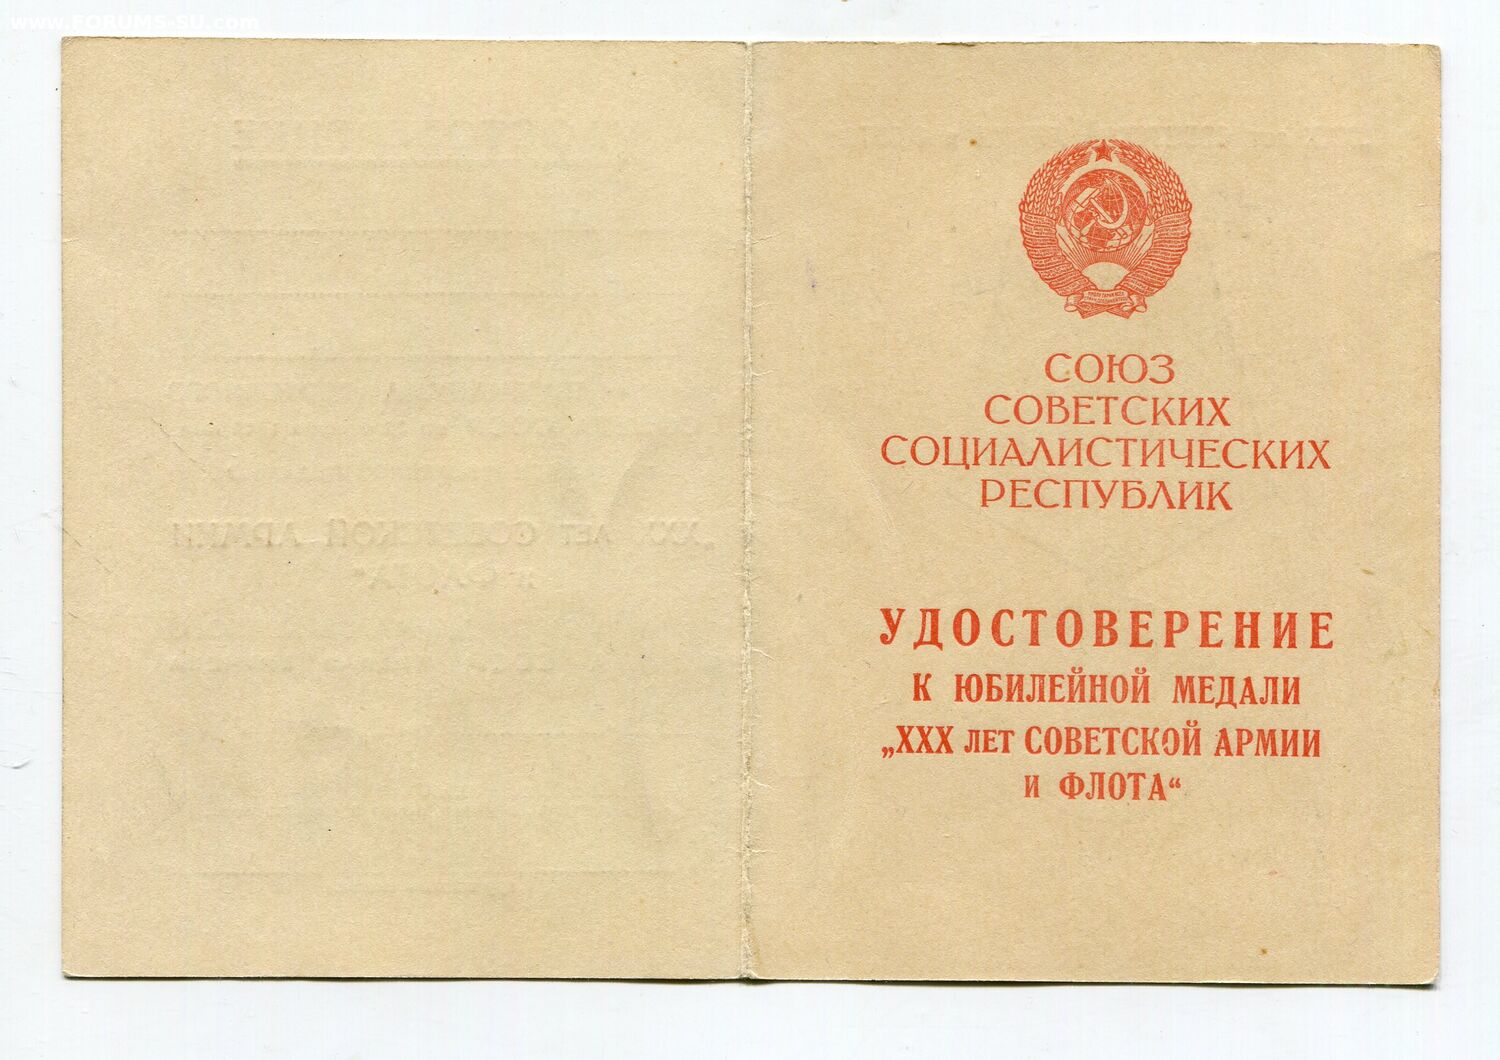 www.FORUMS-SU.com
СОЮЗ
СОВЕТСКИХ
СОЦИАЛИСТИЧЕСКИХ
РЕСПУБЛИК
УДОСТОВЕРЕНИЕ
К ЮБИЛЕЙНОЙ МЕДАЛИ
„XXX ЛЕТ СОВЕТСКОЙ АРМИИ
И ФЛОТА“